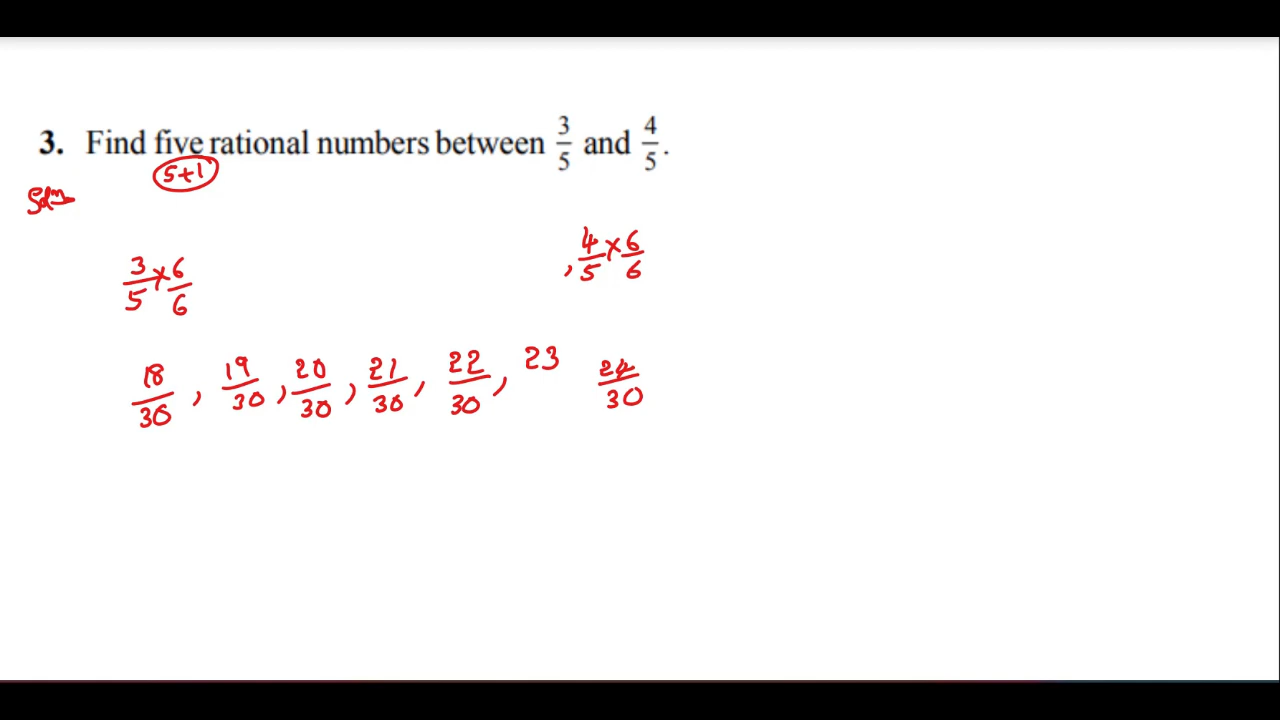 3. Find five rational numbers between 3/5 and 4/5.
5+1
Soln
3/5 × 6/6 , 4/5 × 6/6
18/30 , 19/30 , 20/30 , 21/30 , 22/30 , 23 24/30